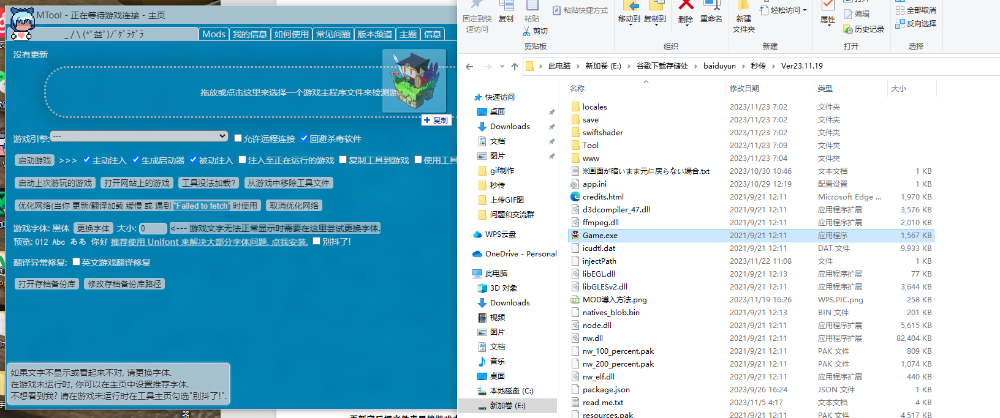 MTool - 正在等待游戏连接 - 主页
_ / \ (*ﾟ益ﾟ)ﾉﾞｹﾞﾗｹﾞﾗ
Mods 我的信息 如何使用 常见问题 版本频道 主题 信息
没有更新
拖放或点击这里来选择一个游戏主程序文件来检测游
+ 复制
游戏引擎: --- 允许远程连接 回避杀毒软件
启动游戏 >>> 主动注入 生成启动器 被动注入 注入至正在运行的游戏 复制工具到游戏 使用工具
启动上次游玩的游戏 打开网站上的游戏 工具没法加载? 从游戏中移除工具文件
优化网络(当你 更新/翻译加载 缓慢 或 遇到 "Failed to fetch" 时使用 取消优化网络
游戏字体: 黑体 更换字体 大小: 0 <--- 游戏文字无法正常显示时需要在这里尝试更换字体.
预览: 012 Abc ああ 你好 推荐使用 Unifont 来解决大部分字体问题, 点我安装. 别抖了!
翻译异常修复: 英文游戏翻译修复
打开存档备份库 修改存档备份库路径
如果文字不显示或看起来不对, 请更换字体.
在游戏未运行时, 你可以在主页中设置推荐字体.
不想看到我? 请在游戏未运行时在工具主页勾选"别抖了!".
器
固定到快速访问
复制
粘贴
粘贴快捷方式
剪切
剪贴板
移动到 复制到 删除 重命名
组织
新建
文件夹
轻松访问
新建
属性
打开
编辑
历史记录
打开
全部取消
反向选择
选择
此电脑 › 新加卷 (E:) › 谷歌下载存储处 › baiduyun › 秒传 › Ver23.11.19
快速访问
桌面
Downloads
文档
图片
gif制作
秒传
上传GIF图
问题和交流群
WPS云盘
OneDrive - Personal
此电脑
3D 对象
Downloads
视频
图片
文档
音乐
桌面
本地磁盘 (C:)
新加卷 (E:)
名称 修改日期 类型 大小
locales 2023/11/23 7:02 文件夹
save 2023/11/23 7:02 文件夹
swiftshader 2023/11/23 7:02 文件夹
Tool 2023/11/23 7:09 文件夹
www 2023/11/23 7:04 文件夹
※画面が暗いまま元に戻らない場合.txt 2023/10/30 10:46 文本文档 1 KB
app.ini 2023/10/29 12:19 配置设置 1 KB
credits.html 2021/9/21 12:11 Microsoft Edge ... 1,970 KB
d3dcompiler_47.dll 2021/9/21 12:11 应用程序扩展 3,576 KB
ffmpeg.dll 2021/9/21 12:11 应用程序扩展 2,010 KB
Game.exe 2021/9/21 12:11 应用程序 1,567 KB
icudtl.dat 2021/9/21 12:11 DAT 文件 9,933 KB
injectPath 2023/11/22 11:08 文件 1 KB
libEGL.dll 2021/9/21 12:13 应用程序扩展 77 KB
libGLESv2.dll 2021/9/21 12:11 应用程序扩展 3,644 KB
MOD導入方法.png 2023/11/19 16:26 WPS.PIC.png 258 KB
natives_blob.bin 2021/9/21 12:13 BIN 文件 201 KB
node.dll 2021/9/21 12:11 应用程序扩展 5,615 KB
nw.dll 2021/9/21 12:11 应用程序扩展 82,404 KB
nw_100_percent.pak 2021/9/21 12:11 PAK 文件 809 KB
nw_200_percent.pak 2021/9/21 12:11 PAK 文件 1,074 KB
nw_elf.dll 2021/9/21 12:11 应用程序扩展 440 KB
package.json 2023/9/26 16:24 JSON 文件 1 KB
read me.txt 2023/11/5 4:17 文本文档 4 KB
resources.pak 2021/9/21 12:11 PAK 文件 4,517 KB